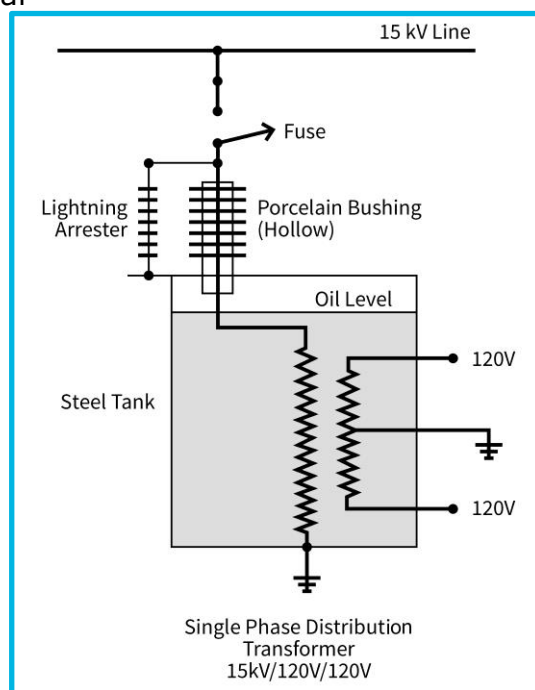 15 kV Line
Fuse
Lightning
Arrester
Porcelain Bushing
(Hollow)
Oil Level
120V
Steel Tank
120V
Single Phase Distribution
Transformer
15kV/120V/120V